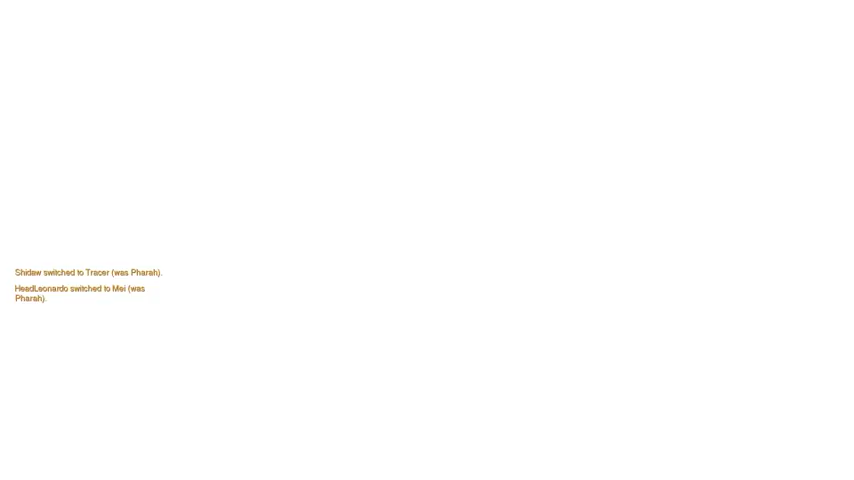 Shidaw switched to Tracer (was Pharah).
HeadLeonardo switched to Mei (was
Pharah).